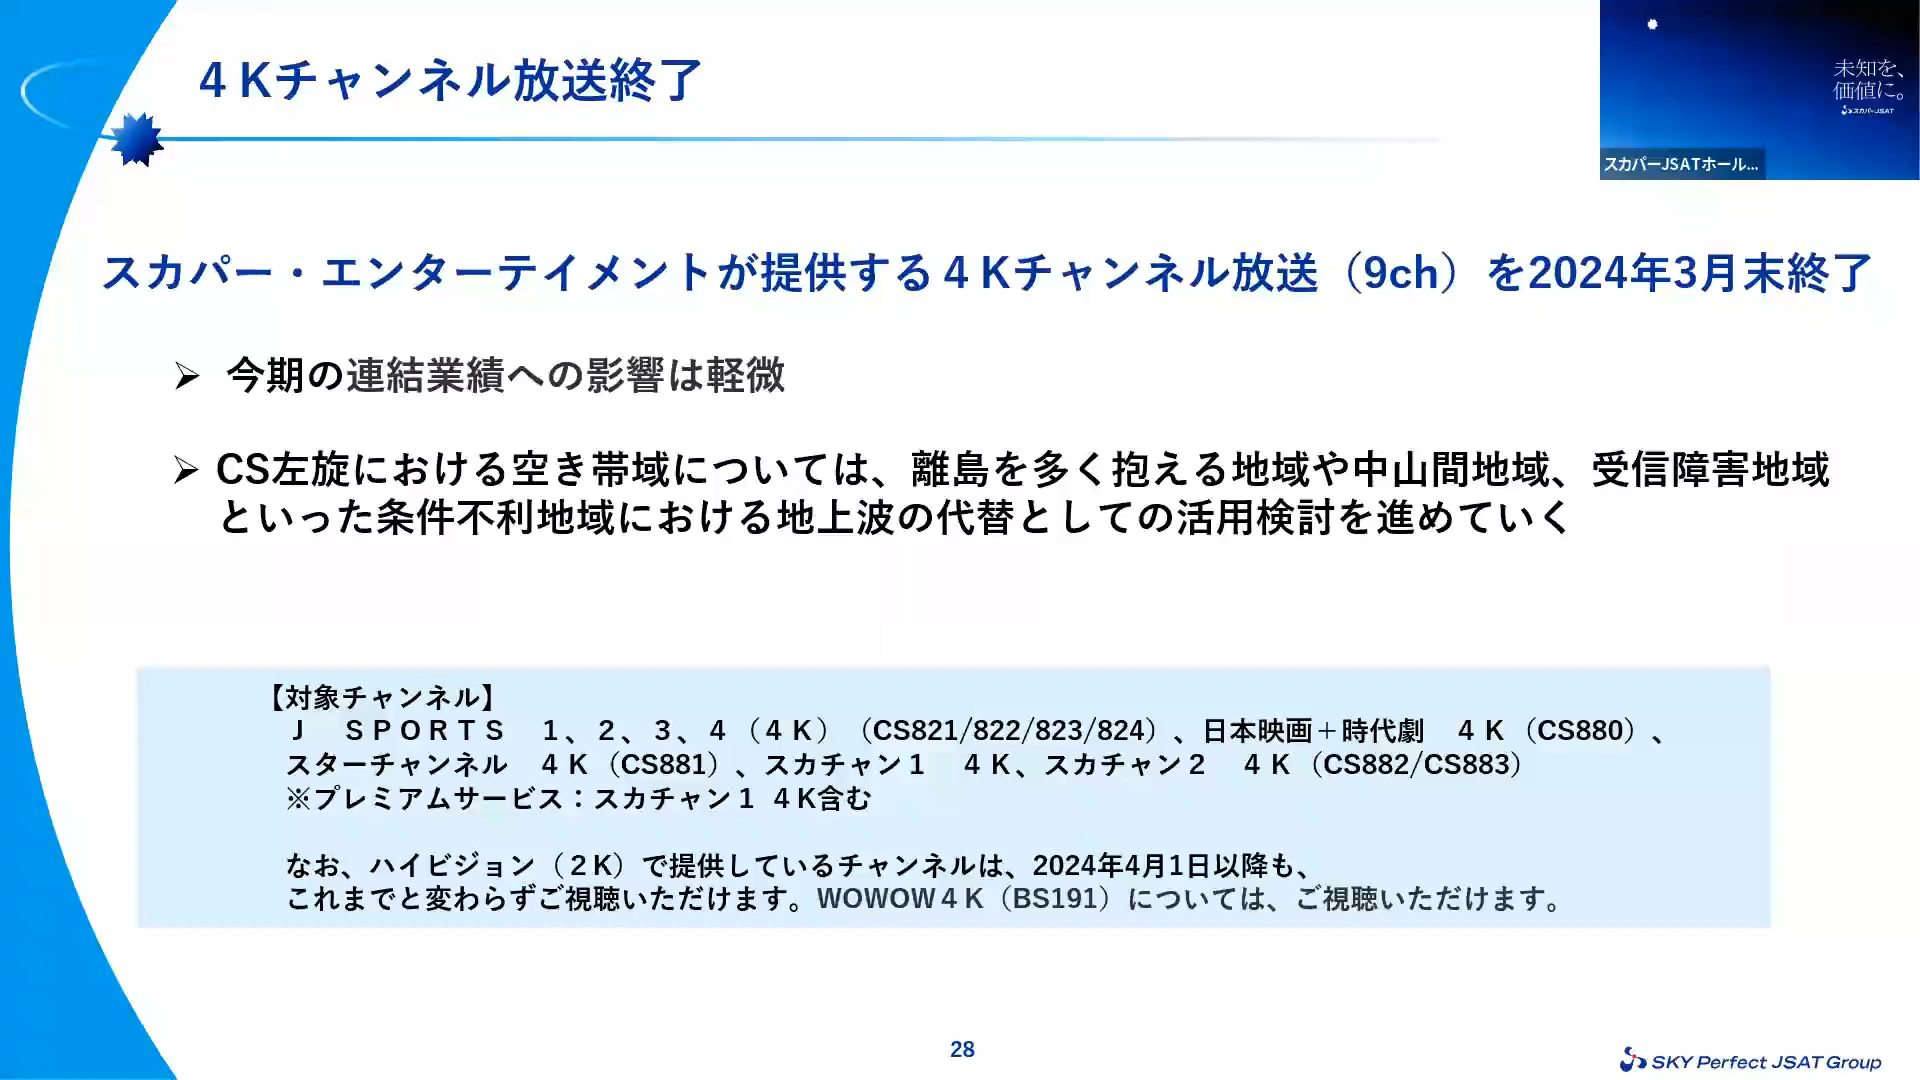 ４Kチャンネル放送終了
未知を、
価値に。
スカパーJSAT
スカパーJSATホール...
スカパー・エンターテイメントが提供する４Kチャンネル放送（9ch）を2024年3月末終了
➢ 今期の連結業績への影響は軽微
➢ CS左旋における空き帯域については、離島を多く抱える地域や中山間地域、受信障害地域
といった条件不利地域における地上波の代替としての活用検討を進めていく
【対象チャンネル】
Ｊ　ＳＰＯＲＴＳ　１、２、３、４（４Ｋ）（CS821/822/823/824）、日本映画＋時代劇　４Ｋ（CS880）、
スターチャンネル　４Ｋ（CS881）、スカチャン１　４Ｋ、スカチャン２　４Ｋ（CS882/CS883）
※プレミアムサービス：スカチャン１ ４K含む
なお、ハイビジョン（２K）で提供しているチャンネルは、2024年4月1日以降も、
これまでと変わらずご視聴いただけます。WOWOW４Ｋ（BS191）については、ご視聴いただけます。
28
SKY Perfect JSAT Group